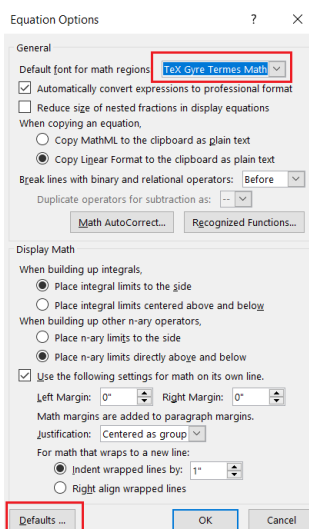 Equation Options ? ×
General
Default font for math regions: TeX Gyre Termes Math
Automatically convert expressions to professional format
Reduce size of nested fractions in display equations
When copying an equation,
Copy MathML to the clipboard as plain text
Copy Linear Format to the clipboard as plain text
Break lines with binary and relational operators: Before
Duplicate operators for subtraction as: --
Math AutoCorrect... Recognized Functions...
Display Math
When building up integrals,
Place integral limits to the side
Place integral limits centered above and below
When building up other n-ary operators,
Place n-ary limits to the side
Place n-ary limits directly above and below
Use the following settings for math on its own line.
Left Margin: 0" Right Margin: 0"
Math margins are added to paragraph margins.
Justification: Centered as group
For math that wraps to a new line:
Indent wrapped lines by: 1"
Right align wrapped lines
Defaults ... OK Cancel